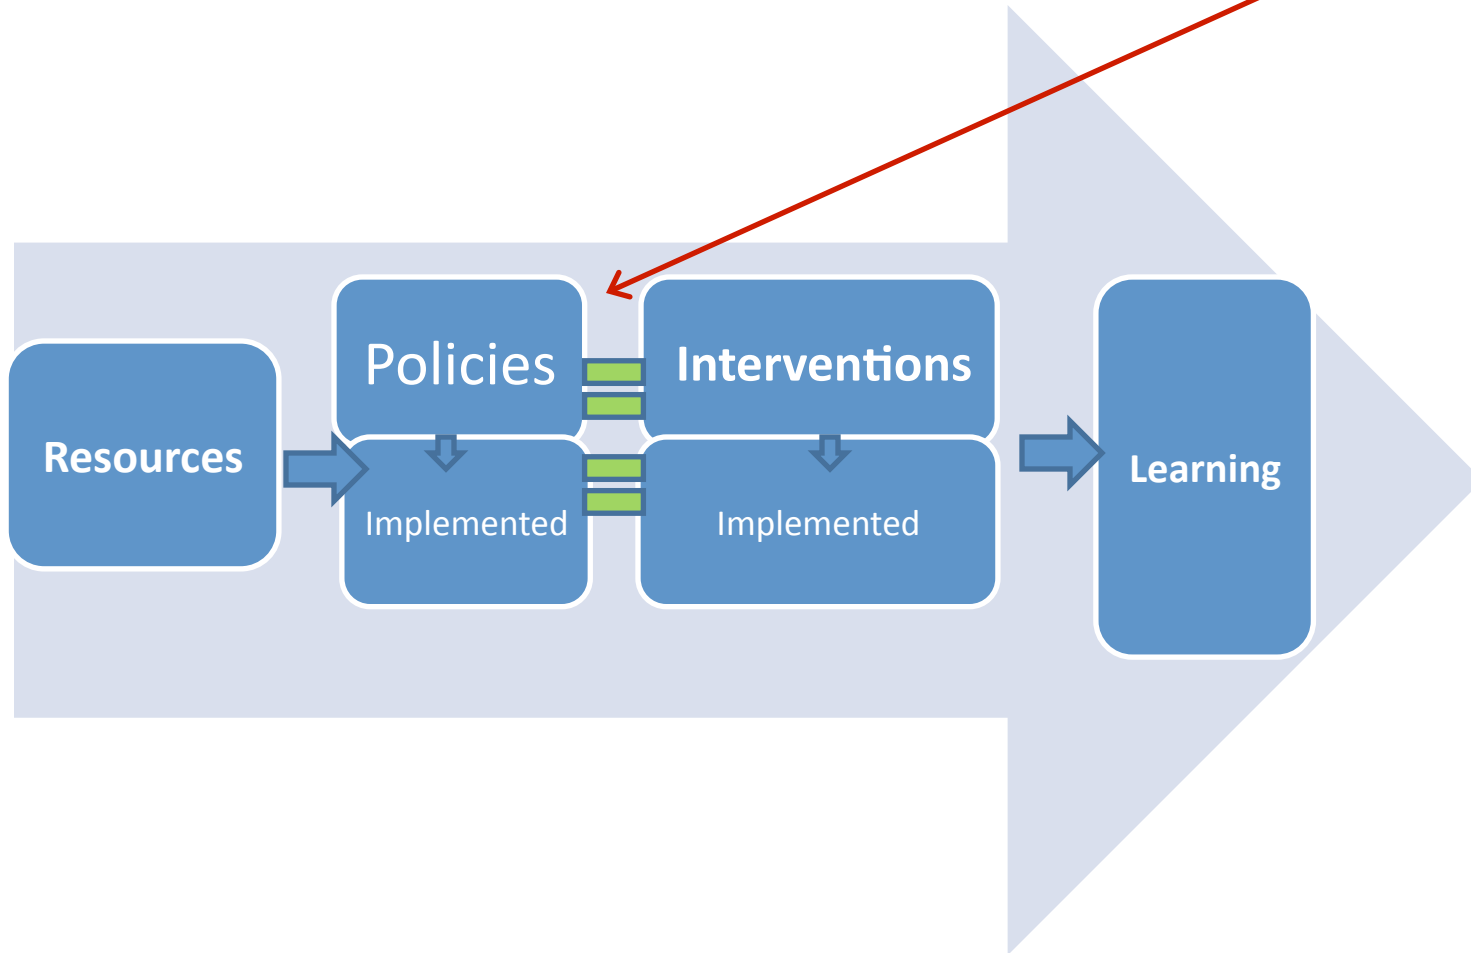 Resources
Policies
Implemented
Interventions
Implemented
Learning